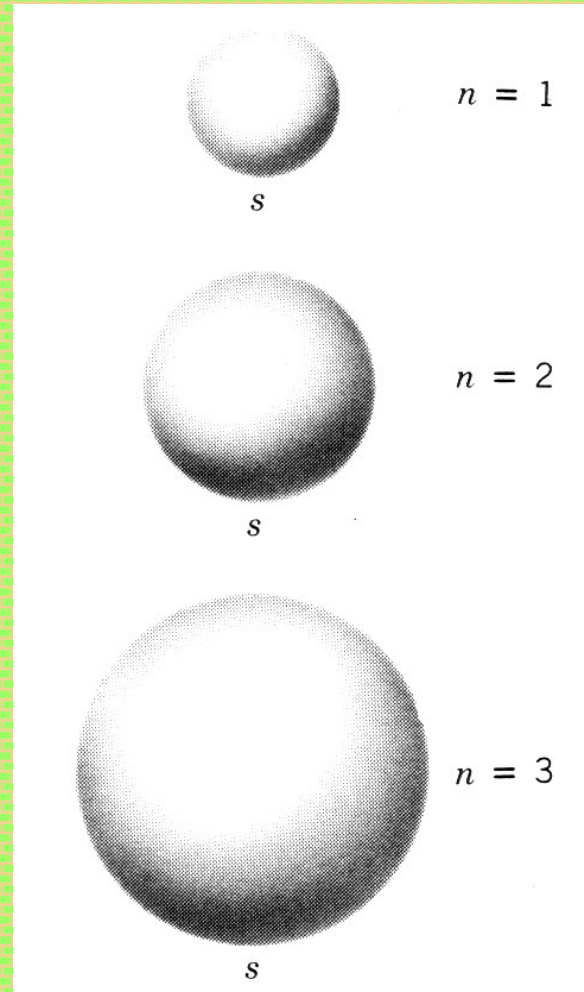 n = 1
s
n = 2
s
n = 3
s